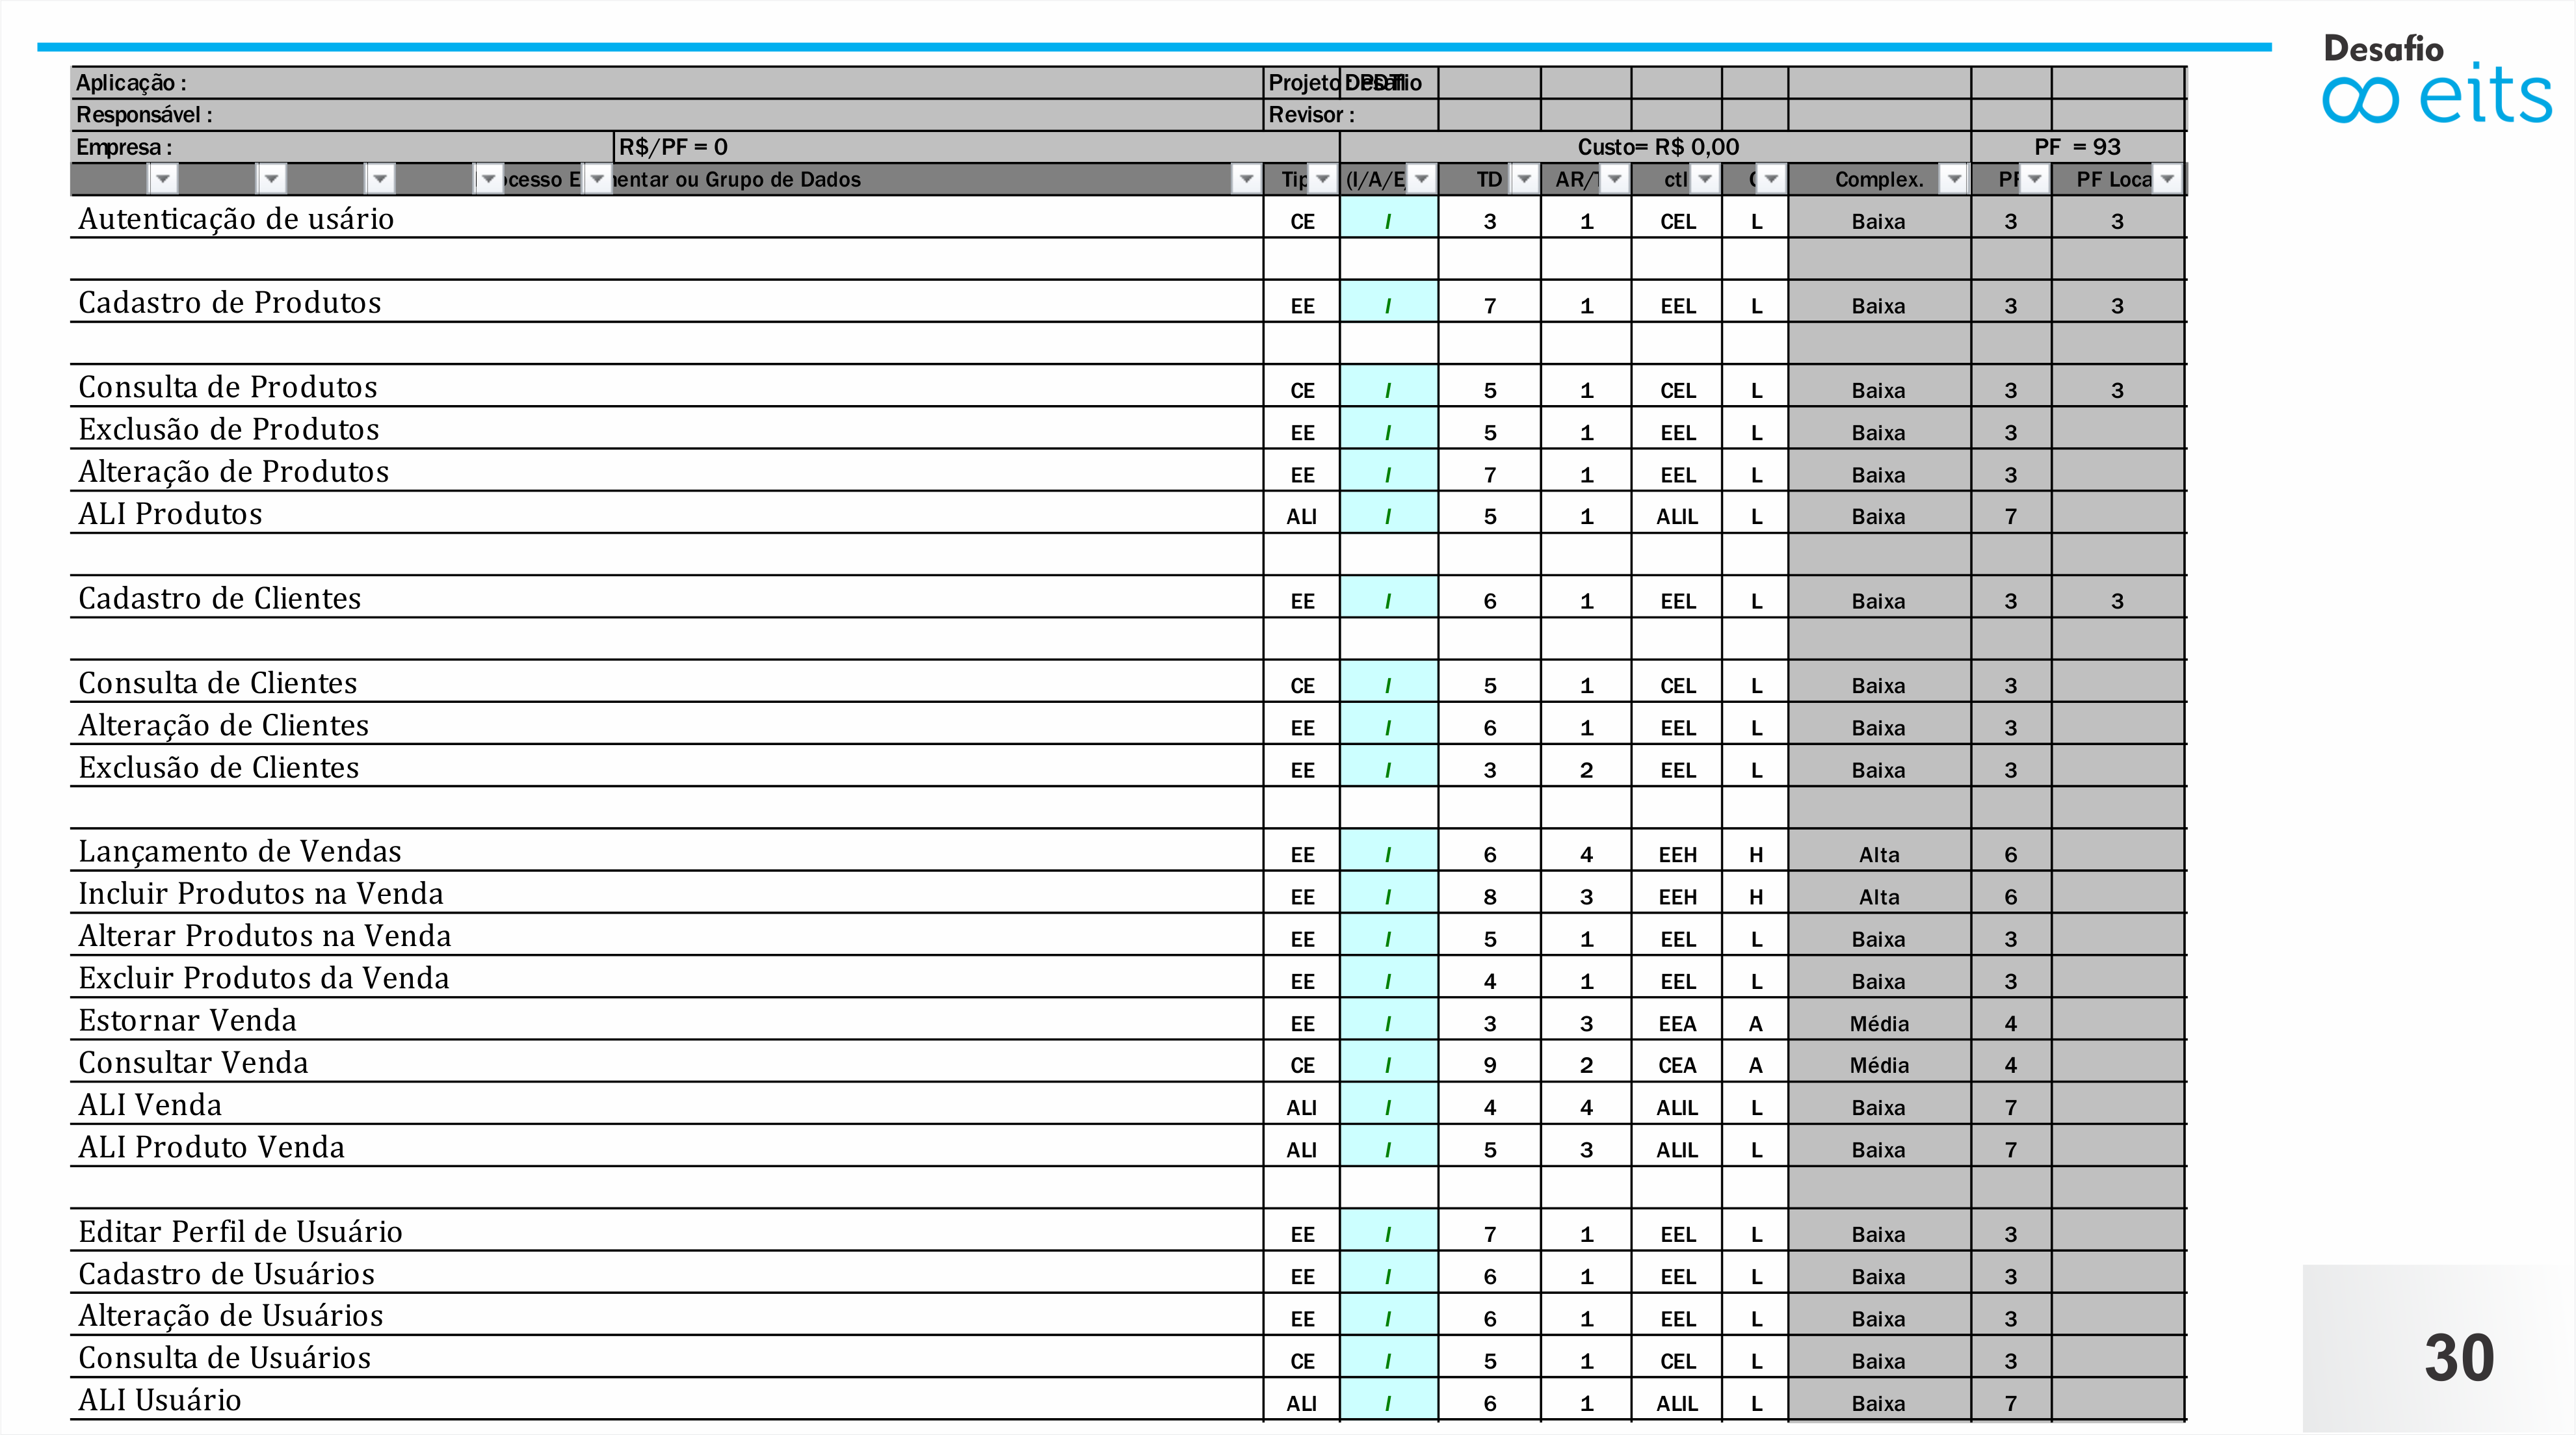 Desafio
eits
Aplicação :	Projeto
Responsável :	Revisor :
Empresa :	R$/PF = 0	Custo= R$ 0,00	PF = 93
ou Grupo de Dados	TD	ctl	Complex.
Autenticação de usário	CE	I	3	1	CEL	L	Baixa	3	3
Cadastro de Produtos	EE	I	7	1	EEL	L	Baixa	3	3
Consulta de Produtos	CE	I	5	1	CEL	L	Baixa	3	3
Exclusão de Produtos	EE	I	5	1	EEL	L	Baixa	3
Alteração de Produtos	EE	I	7	1	EEL	L	Baixa	3
ALI Produtos	ALI	I	5	1	ALIL	L	Baixa	7
Cadastro de Clientes	EE	I	6	1	EEL	L	Baixa	3	3
Consulta de Clientes	CE	I	5	1	CEL	L	Baixa	3
Alteração de Clientes	EE	I	6	1	EEL	L	Baixa	3
Exclusão de Clientes	EE	I	3	2	EEL	L	Baixa	3
Lançamento de Vendas	EE	I	6	4	EEH	H	Alta	6
Incluir Produtos na Venda	EE	I	8	3	EEH	H	Alta	6
Alterar Produtos na Venda	EE	I	5	1	EEL	L	Baixa	3
Excluir Produtos da Venda	EE	I	4	1	EEL	L	Baixa	3
Estornar Venda	EE	I	3	3	EEA	A	Média	4
Consultar Venda	CE	I	9	2	CEA	A	Média	4
ALI Venda	ALI	I	4	4	ALIL	L	Baixa	7
ALI Produto Venda	ALI	I	5	3	ALIL	L	Baixa	7
Editar Perfil de Usuário	EE	I	7	1	EEL	L	Baixa	3
Cadastro de Usuários	EE	I	6	1	EEL	L	Baixa	3
Alteração de Usuários	EE	I	6	1	EEL	L	Baixa	3
Consulta de Usuários	CE	I	5	1	CEL	L	Baixa	3
ALI Usuário	ALI	I	6	1	ALIL	L	Baixa	7
30